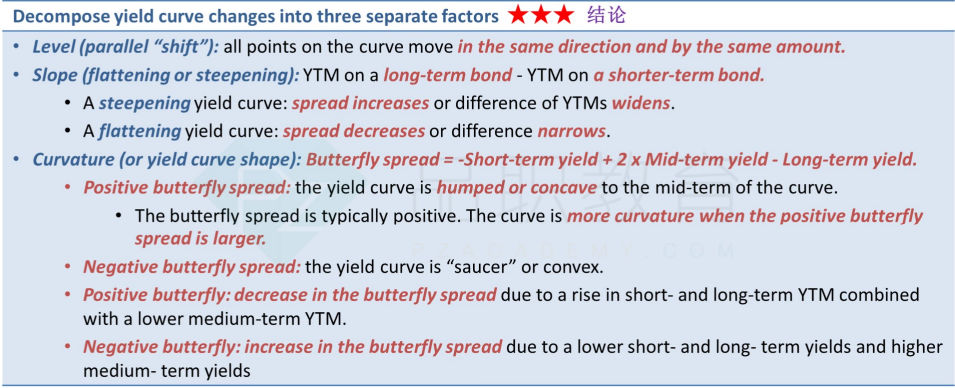 Decompose yield curve changes into three separate factors ★★★ 结论
• Level (parallel “shift”): all points on the curve move in the same direction and by the same amount.
• Slope (flattening or steepening): YTM on a long-term bond - YTM on a shorter-term bond.
• A steepening yield curve: spread increases or difference of YTMs widens.
• A flattening yield curve: spread decreases or difference narrows.
• Curvature (or yield curve shape): Butterfly spread = -Short-term yield + 2 x Mid-term yield - Long-term yield.
• Positive butterfly spread: the yield curve is humped or concave to the mid-term of the curve.
• The butterfly spread is typically positive. The curve is more curvature when the positive butterfly
spread is larger.
• Negative butterfly spread: the yield curve is “saucer” or convex.
• Positive butterfly: decrease in the butterfly spread due to a rise in short- and long-term YTM combined
with a lower medium-term YTM.
• Negative butterfly: increase in the butterfly spread due to a lower short- and long- term yields and higher
medium- term yields
品职教育
PZACADEMY.COM